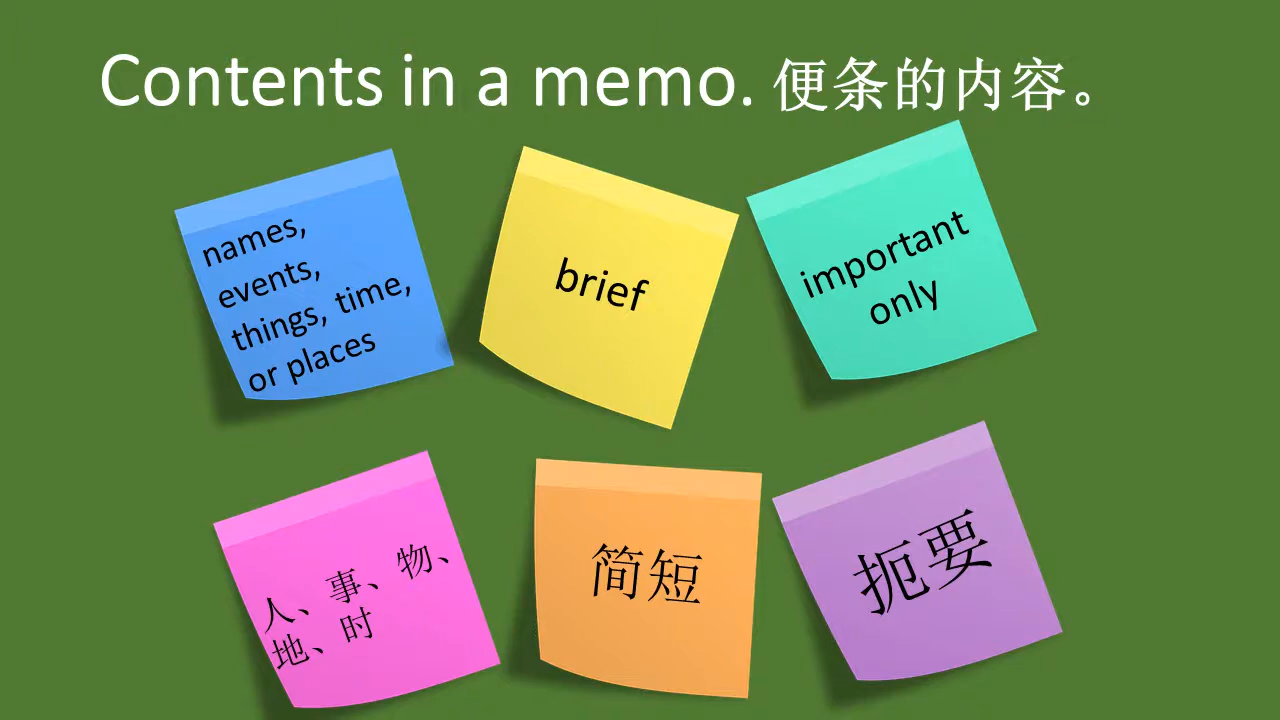 Contents in a memo. 便条的内容。
names,
events,
things, time,
or places
brief
important
only
人、事、物、
地、时
简短
扼要